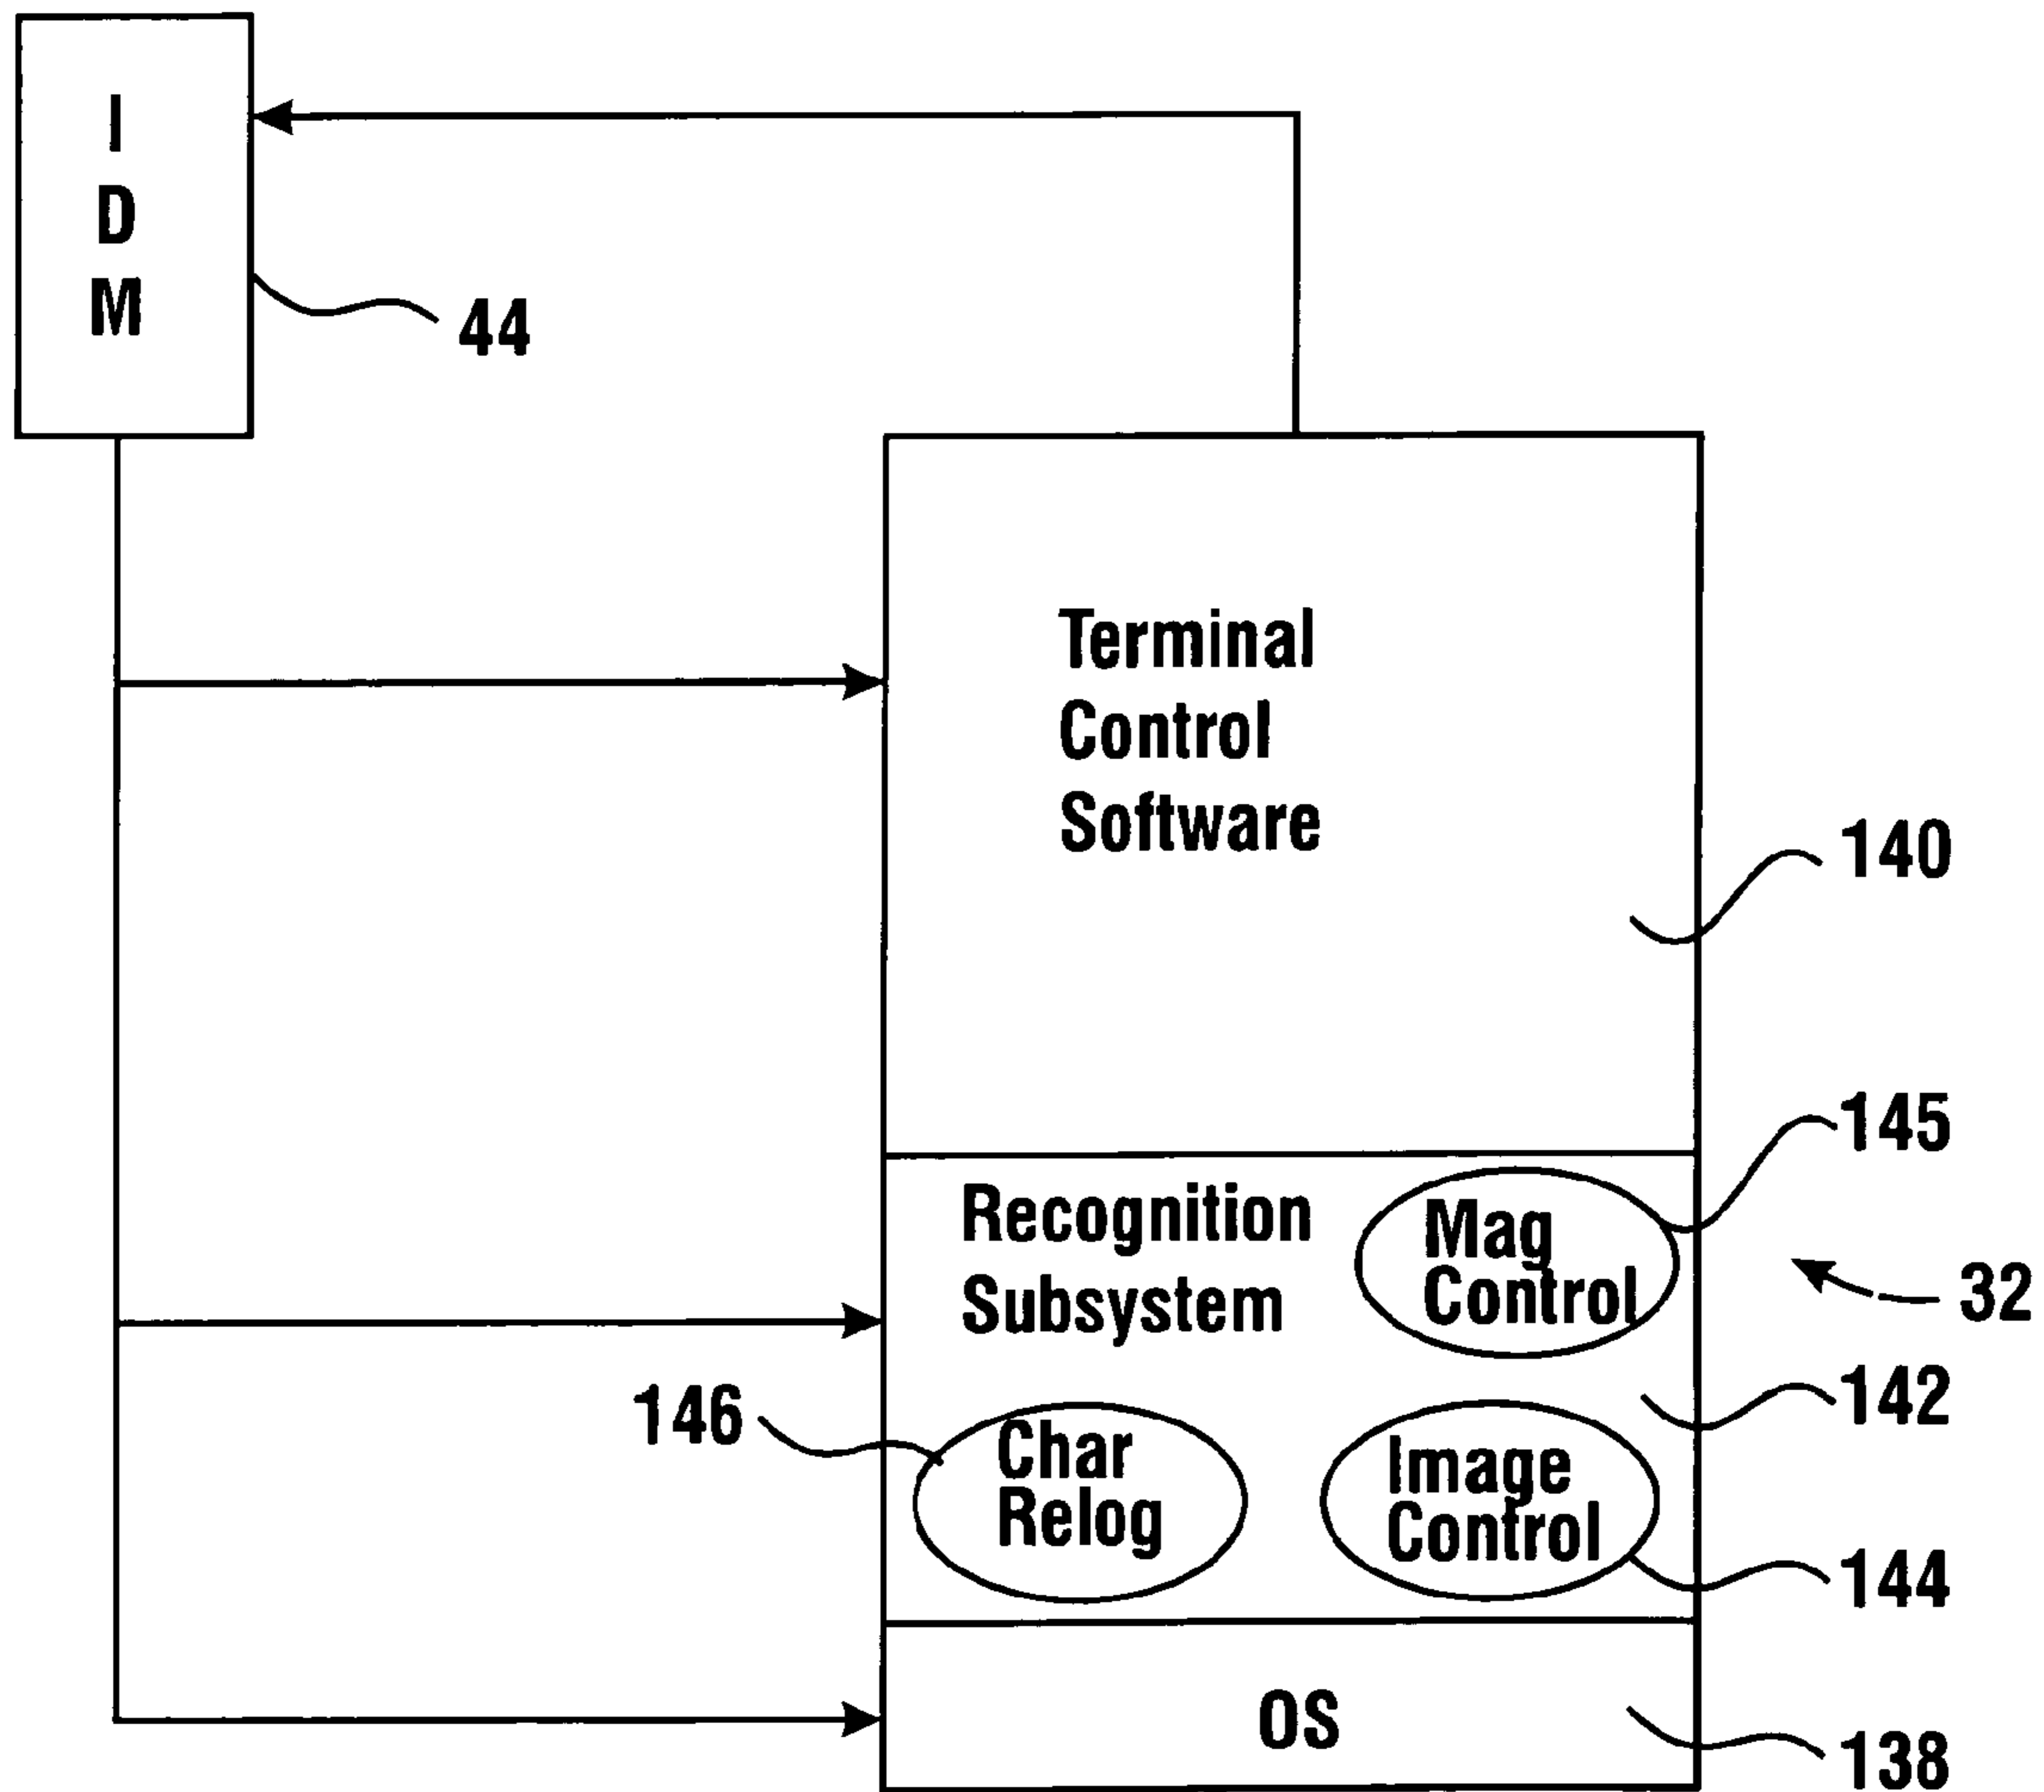 I
D
M
44
Terminal
Control
Software
140
145
Recognition
Subsystem
Mag
Control
32
146
142
Char
Relog
Image
Control
144
OS
138